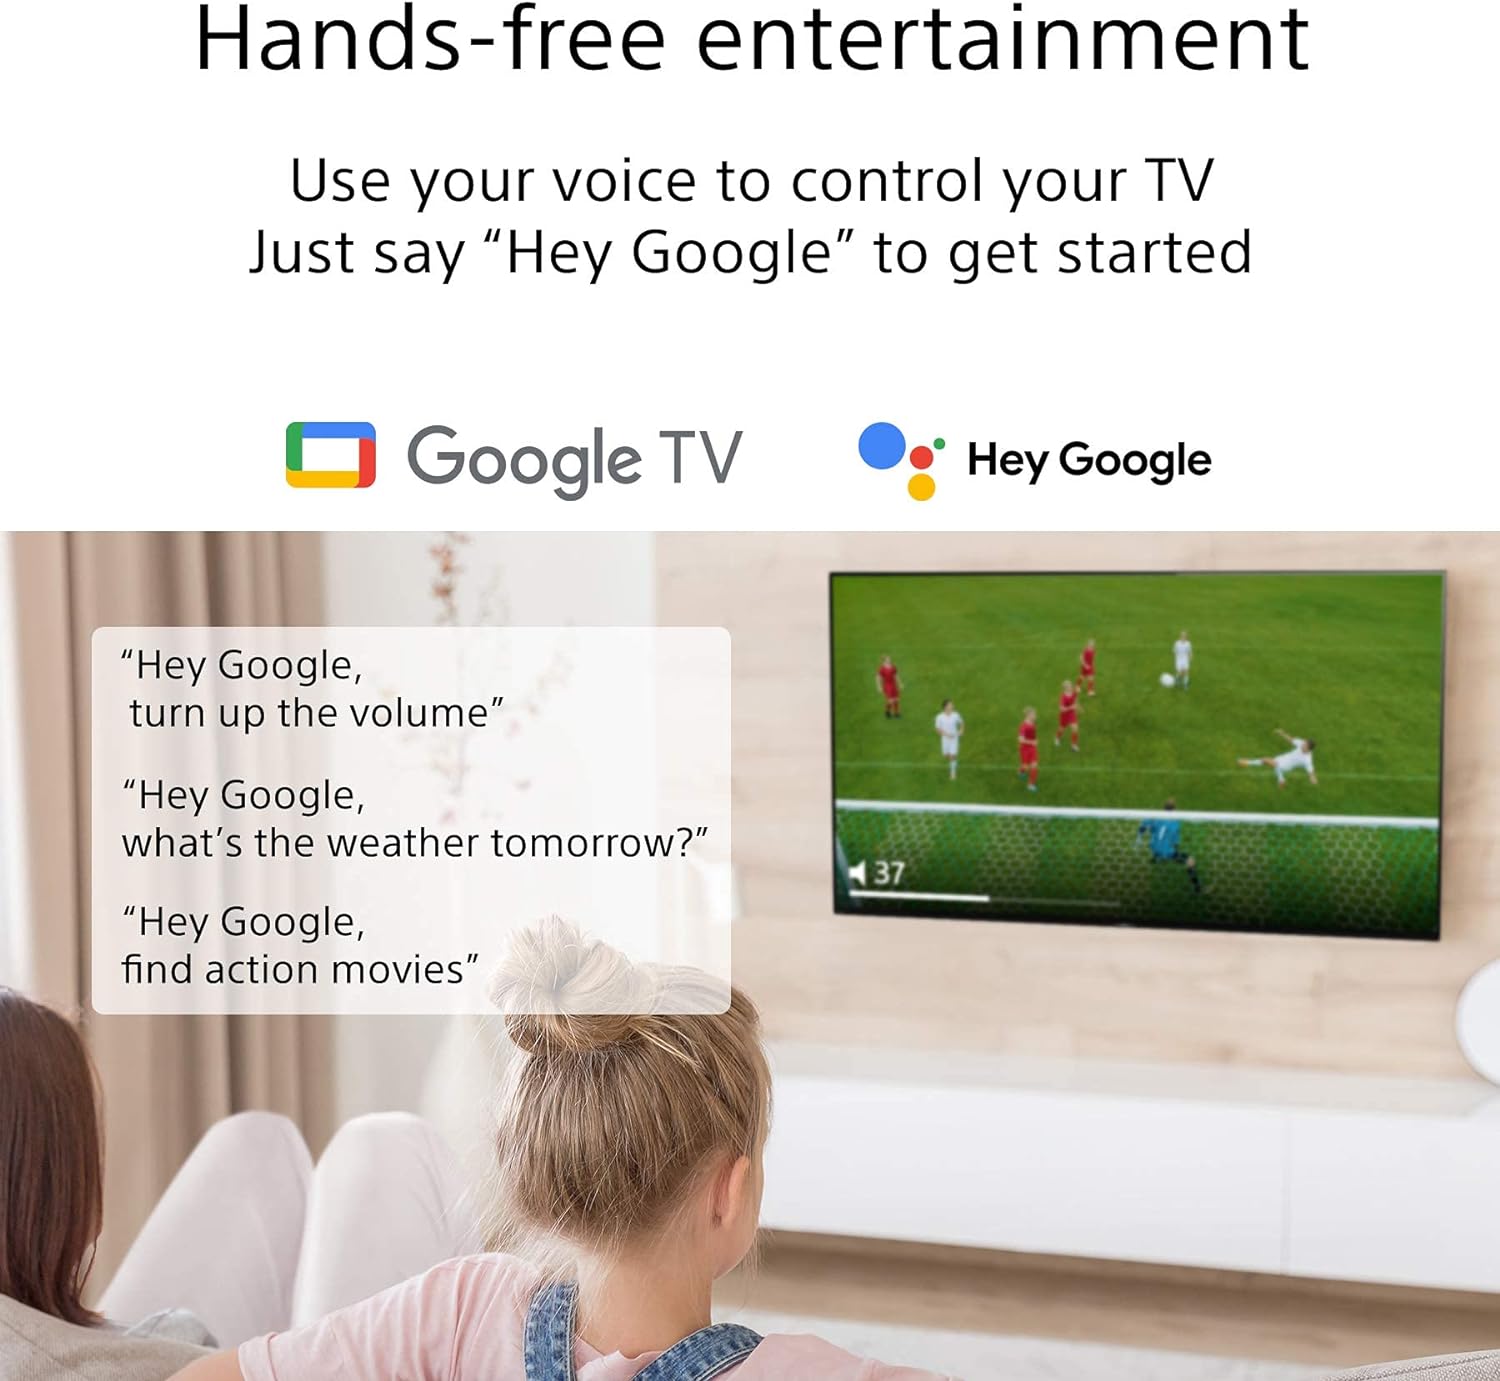 Hands-free entertainment
Use your voice to control your TV
Just say “Hey Google” to get started
Google TV
Hey Google
“Hey Google,
turn up the volume”
“Hey Google,
what’s the weather tomorrow?”
“Hey Google,
find action movies”
37